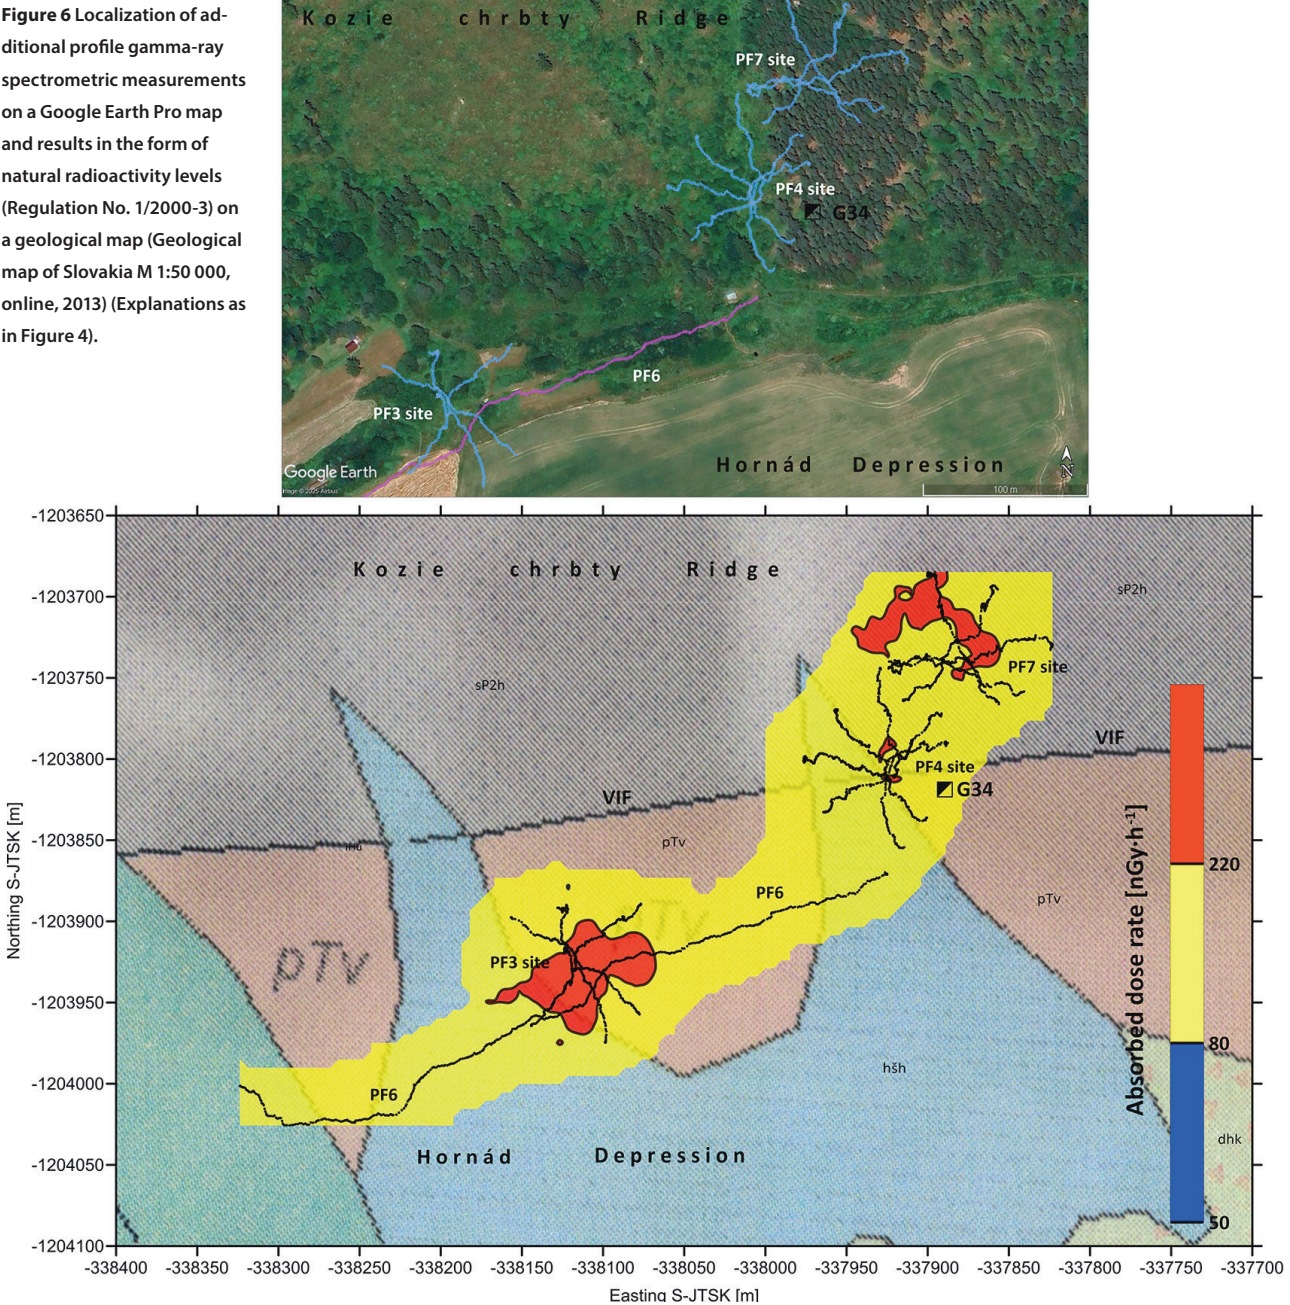 Figure 6 Localization of ad-
ditional profile gamma-ray
spectrometric measurements
on a Google Earth Pro map
and results in the form of
natural radioactivity levels
(Regulation No. 1/2000-3) on
a geological map (Geological
map of Slovakia M 1:50 000,
online, 2013) (Explanations as
in Figure 4).
Kozie chrbty Ridge
PF7 site
PF4 site
G34
PF6
PF3 site
Hornád Depression
Google Earth
Image © 2025 Airbus
N
100 m
-1203650
-1203700
-1203750
-1203800
-1203850
-1203900
-1203950
-1204000
-1204050
-1204100
Northing S-JTSK [m]
Kozie chrbty Ridge
sP2h
sP2h
PF7 site
VIF
PF4 site
G34
VIF
pTv
PF6
pTv
pTv
pTv
PF3 site
hšh
PF6
dhk
Hornád Depression
Absorbed dose rate [nGy·h-1]
220
80
50
-338400 -338350 -338300 -338250 -338200 -338150 -338100 -338050 -338000 -337950 -337900 -337850 -337800 -337750 -337700
Easting S-JTSK [m]